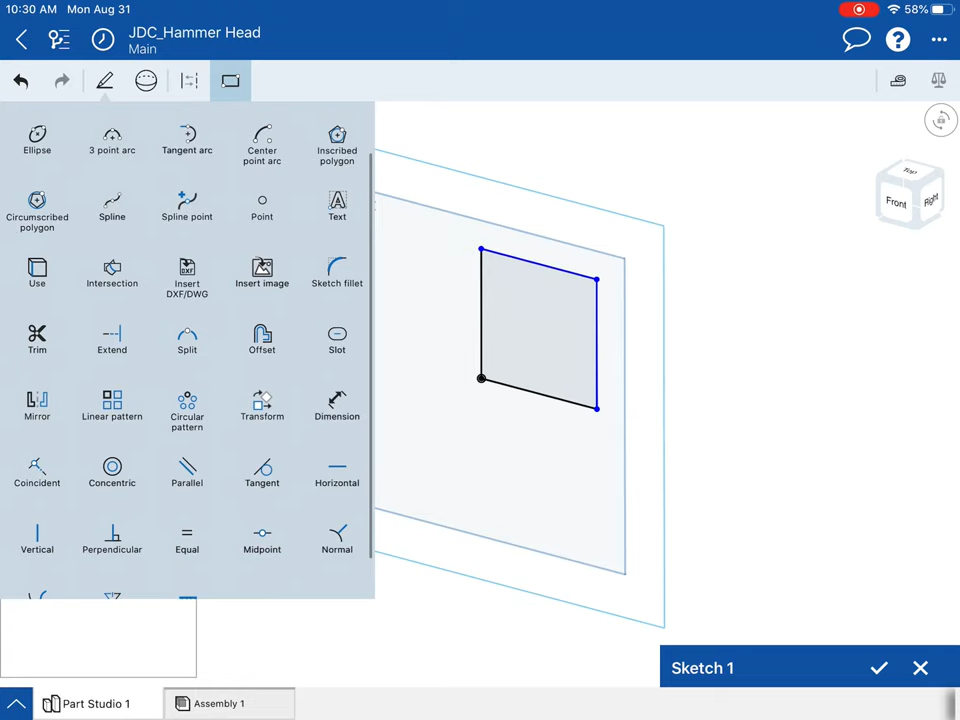 10:30 AM Mon Aug 31
58%
JDC_Hammer Head
Main
Ellipse
3 point arc
Tangent arc
Center
point arc
Inscribed
polygon
Circumscribed
polygon
Spline
Spline point
Point
Text
Use
Intersection
Insert
DXF/DWG
Insert image
Sketch fillet
Trim
Extend
Split
Offset
Slot
Mirror
Linear pattern
Circular
pattern
Transform
Dimension
Coincident
Concentric
Parallel
Tangent
Horizontal
Vertical
Perpendicular
Equal
Midpoint
Normal
Top
Front
Right
Sketch 1
Part Studio 1
Assembly 1